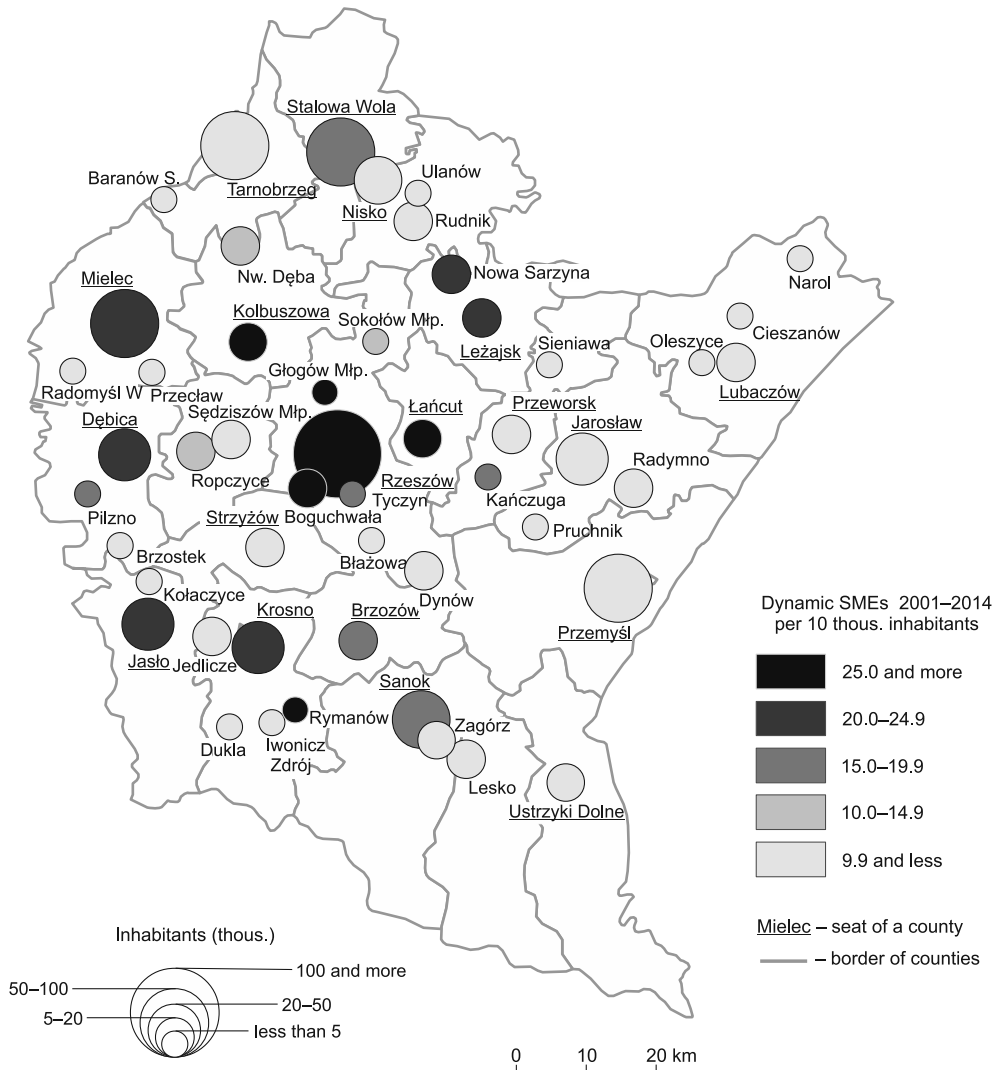 Stalowa Wola
Baranów S.
Tarnobrzeg
Ulanów
Nisko
Rudnik
Nw. Dęba
Nowa Sarzyna
Narol
Mielec
Kolbuszowa
Sokołów Młp.
Leżajsk
Cieszanów
Oleszyce
Sieniawa
Lubaczów
Radomyśl W
Przecław
Głogów Młp.
Sędziszów Młp.
Łańcut
Przeworsk
Jarosław
Dębica
Radymno
Ropczyce
Rzeszów
Kańczuga
Tyczyn
Pilzno
Strzyżów
Boguchwała
Pruchnik
Brzostek
Błażowa
Dynów
Kołaczyce
Krosno
Brzozów
Przemyśl
Jasło
Jedlicze
Sanok
Rymanów
Zagórz
Dukla
Iwonicz
Zdrój
Lesko
Ustrzyki Dolne
Dynamic SMEs 2001–2014
per 10 thous. inhabitants
25.0 and more
20.0–24.9
15.0–19.9
10.0–14.9
9.9 and less
Mielec – seat of a county
– border of counties
Inhabitants (thous.)
100 and more
50–100
20–50
5–20
less than 5
0 10 20 km